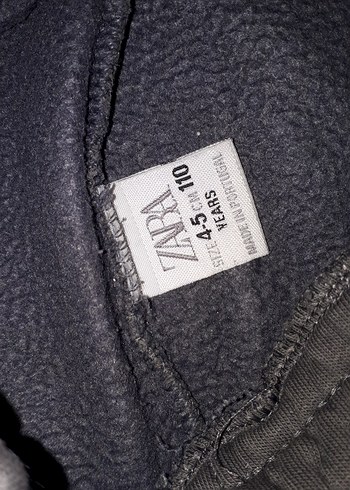 ZARA
SIZE 4-5 CM 110
YEARS
MADE IN PORTUGAL